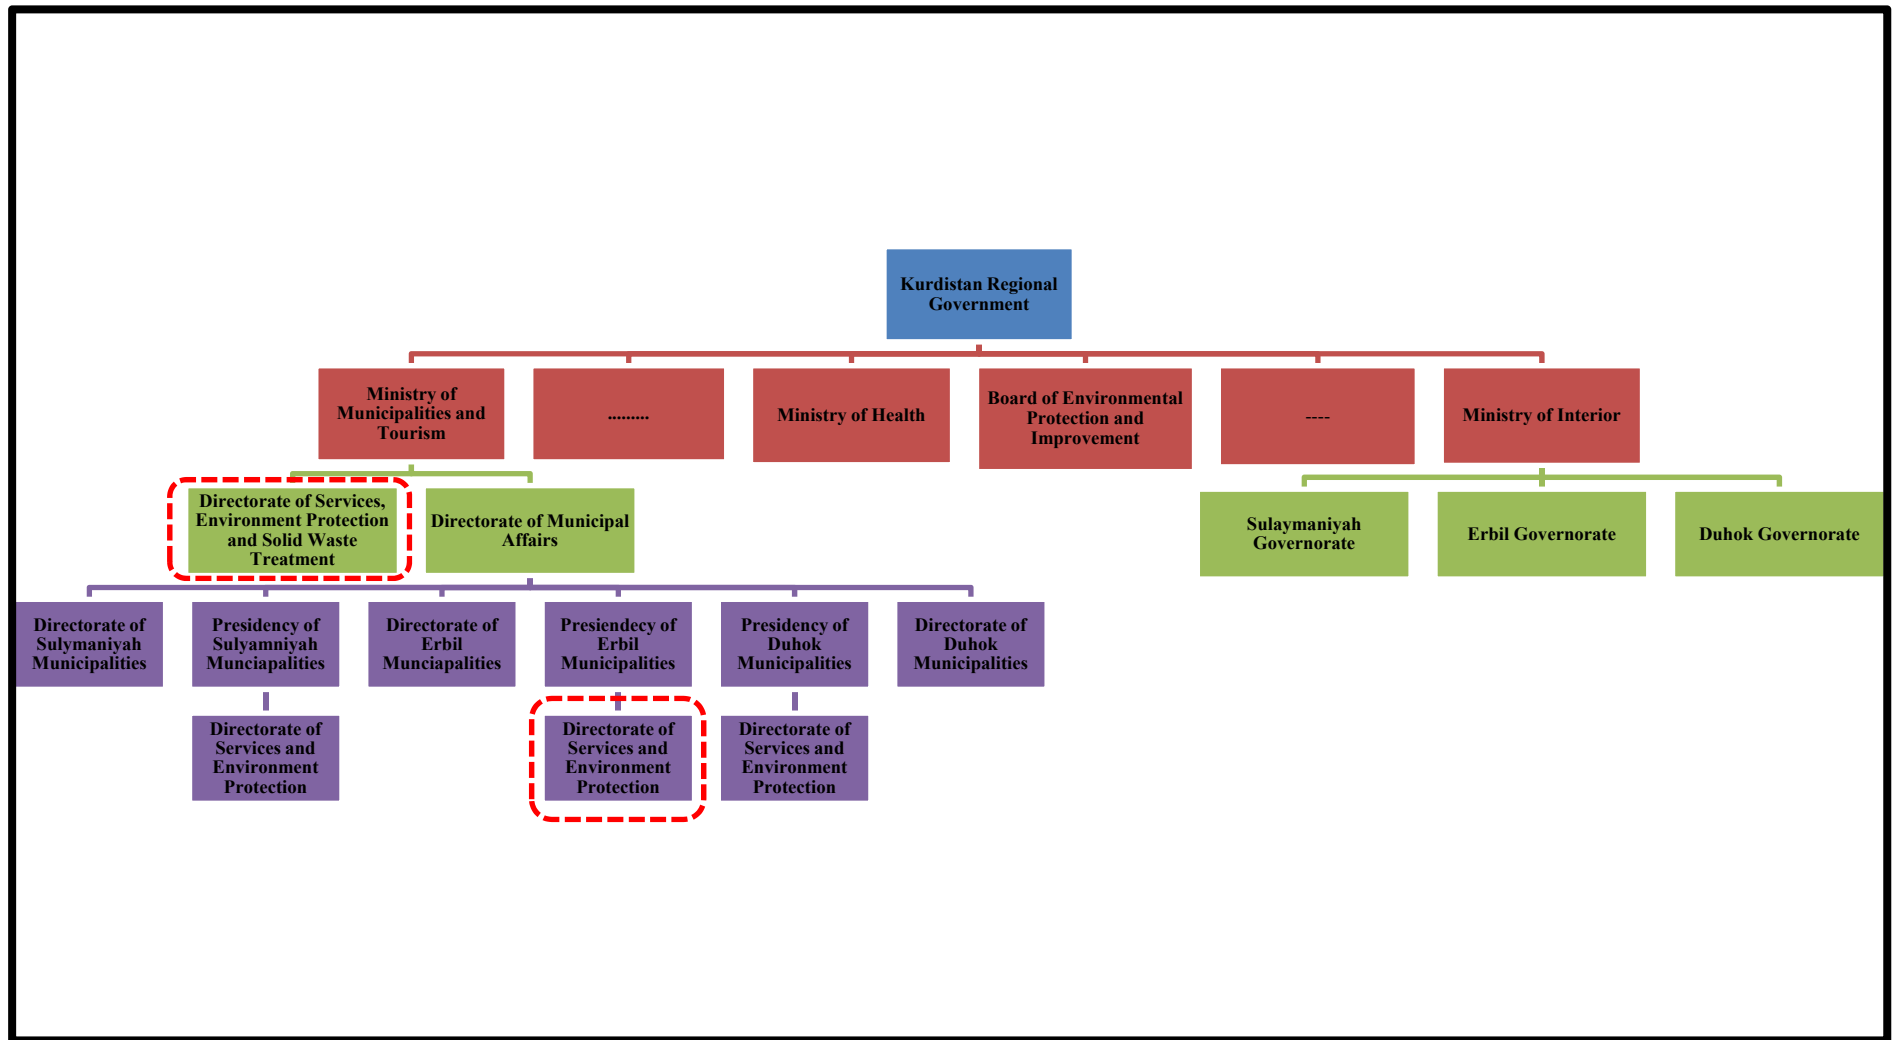 Kurdistan Regional
Government
Ministry of
Municipalities and
Tourism
.........
Ministry of Health
Board of Environmental
Protection and
Improvement
----
Ministry of Interior
Directorate of Services,
Environment Protection
and Solid Waste
Treatment
Directorate of Municipal
Affairs
Sulaymaniyah
Governorate
Erbil Governorate
Duhok Governorate
Directorate of
Sulymaniyah
Municipalities
Presidency of
Sulyamniyah
Munciapalities
Directorate of
Erbil
Munciapalities
Presiendecy of
Erbil
Municipalities
Presidency of
Duhok
Municipalities
Directorate of
Duhok
Municipalities
Directorate of
Services and
Environment
Protection
Directorate of
Services and
Environment
Protection
Directorate of
Services and
Environment
Protection